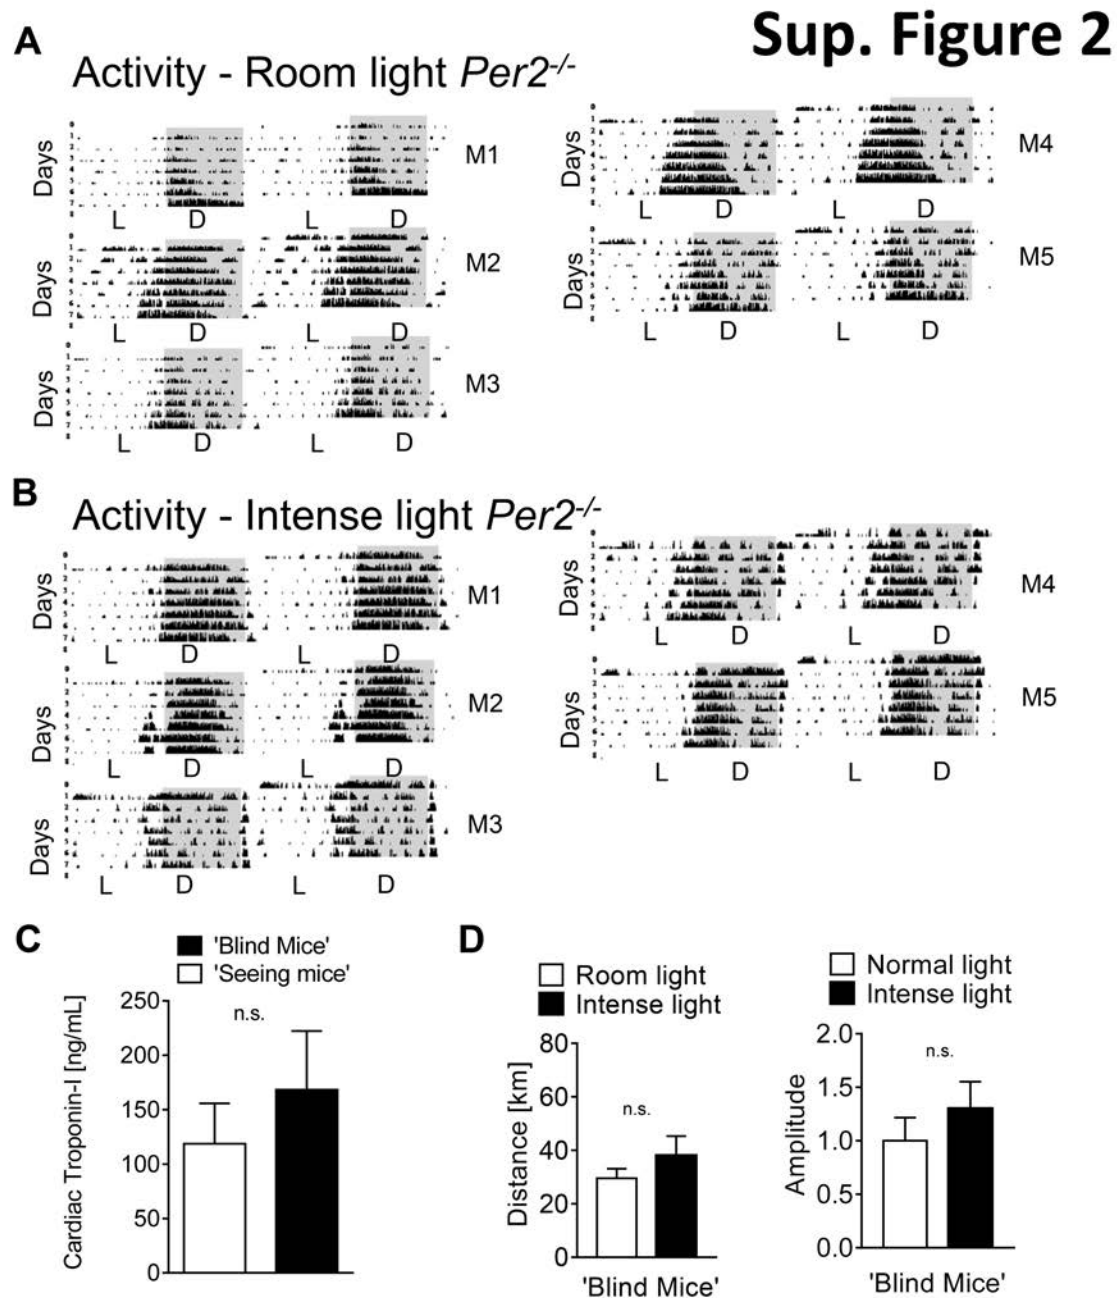 Sup. Figure 2
A
Activity - Room light Per2-/-
Days
M1
L D L D
Days
M2
L D L D
Days
M3
L D L D
Days
M4
L D L D
Days
M5
L D L D
B
Activity - Intense light Per2-/-
Days
M1
L D L D
Days
M2
L D L D
Days
M3
L D L D
Days
M4
L D L D
Days
M5
L D L D
C
'Blind Mice'
'Seeing mice'
Cardiac Troponin-I [ng/mL]
250
200
150
100
50
0
n.s.
D
Room light
Intense light
Distance [km]
80
60
40
20
0
n.s.
'Blind Mice'
Normal light
Intense light
Amplitude
2.0
1.5
1.0
0.5
0.0
n.s.
'Blind Mice'